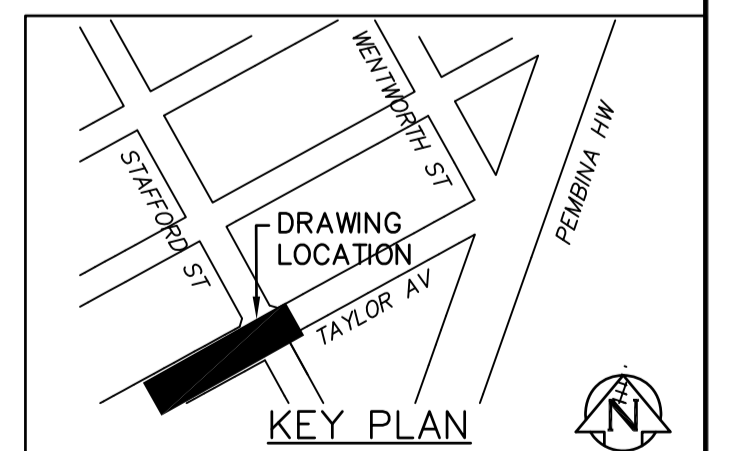 WENTWORTH ST
PEMBINA HW
STAFFORD ST
DRAWING
LOCATION
TAYLOR AV
KEY PLAN
N